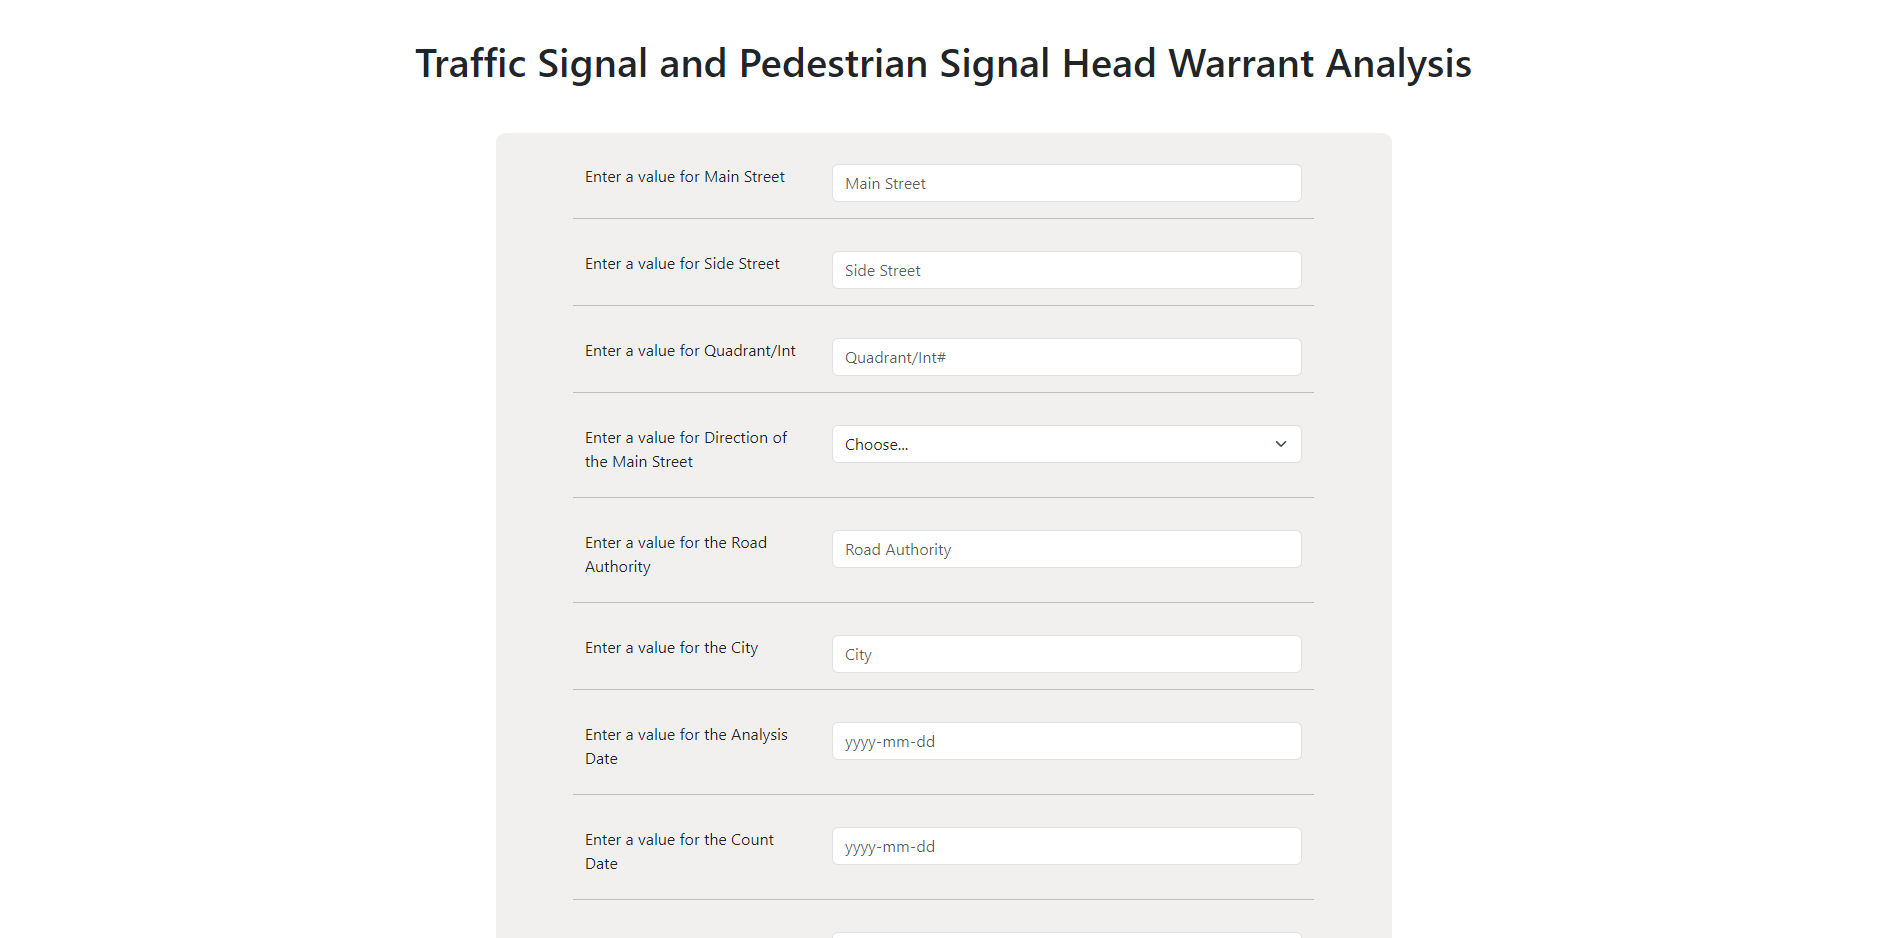 Traffic Signal and Pedestrian Signal Head Warrant Analysis
Enter a value for Main Street
Main Street
Enter a value for Side Street
Side Street
Enter a value for Quadrant/Int
Quadrant/Int#
Enter a value for Direction of
the Main Street
Choose...
Enter a value for the Road
Authority
Road Authority
Enter a value for the City
City
Enter a value for the Analysis
Date
yyyy-mm-dd
Enter a value for the Count
Date
yyyy-mm-dd